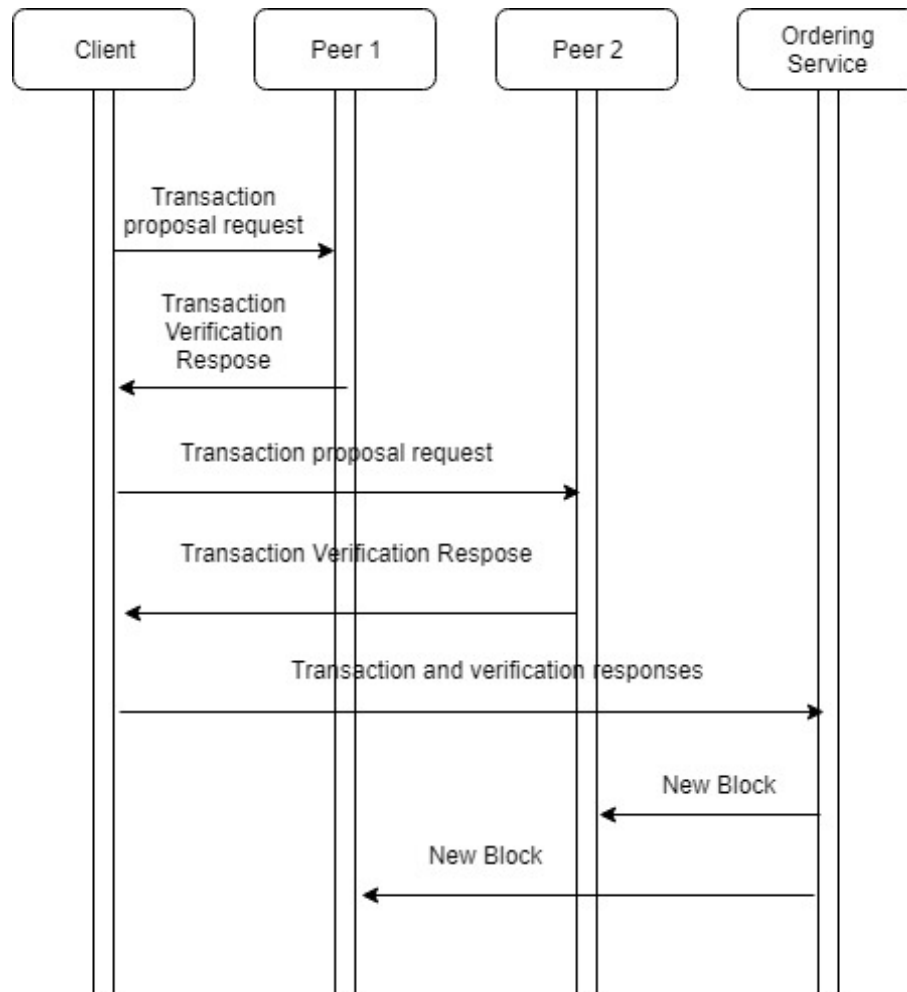 Client
Peer 1
Peer 2
Ordering
Service
Transaction
proposal request
Transaction
Verification
Respose
Transaction proposal request
Transaction Verification Respose
Transaction and verification responses
New Block
New Block